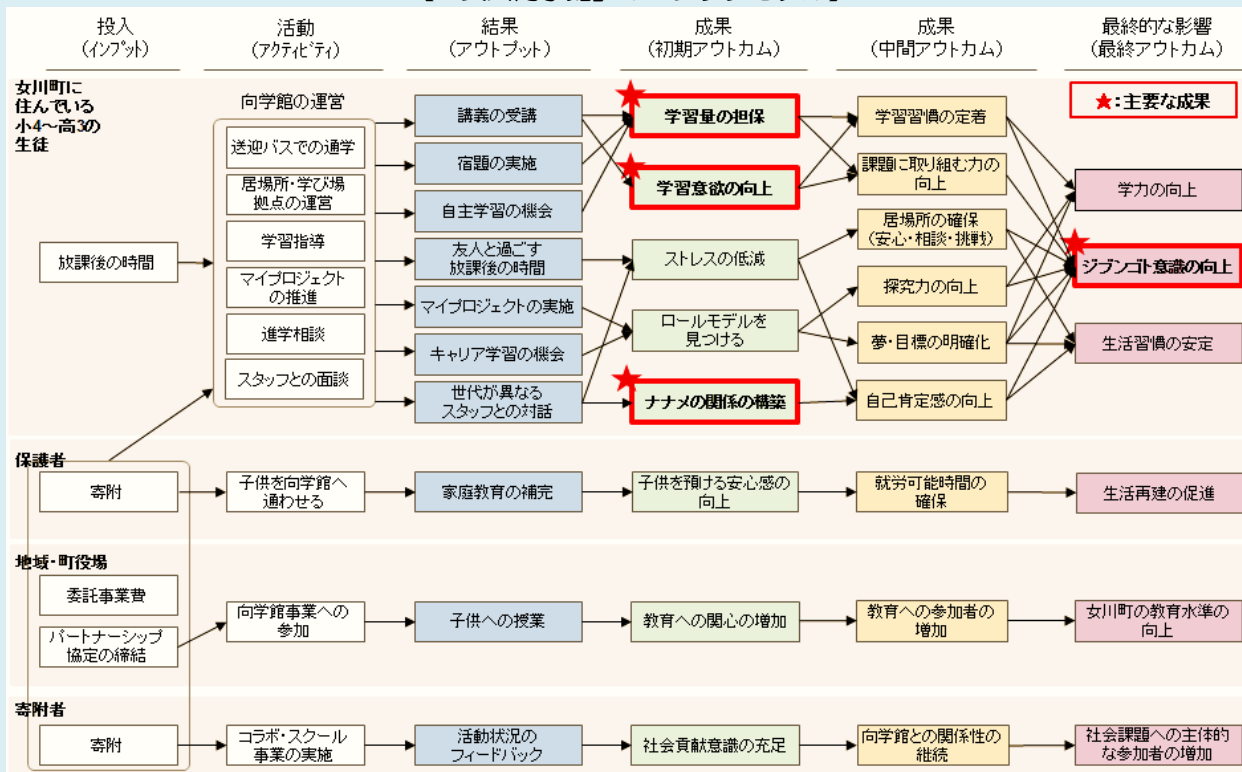 投入
(インプット)
活動
(アクティビティ)
結果
(アウトプット)
成果
(初期アウトカム)
成果
(中間アウトカム)
最終的な影響
(最終アウトカム)
女川町に
住んでいる
小4～高3の
生徒
★:主要な成果
放課後の時間
向学館の運営
送迎バスでの通学
居場所・学び場
拠点の運営
学習指導
マイプロジェクト
の推進
進学相談
スタッフとの面談
講義の受講
宿題の実施
自主学習の機会
友人と過ごす
放課後の時間
マイプロジェクトの実施
キャリア学習の機会
世代が異なる
スタッフとの対話
学習量の担保
学習意欲の向上
ストレスの低減
ロールモデルを
見つける
ナナメの関係の構築
学習習慣の定着
課題に取り組む力の
向上
居場所の確保
(安心・相談・挑戦)
探究力の向上
夢・目標の明確化
自己肯定感の向上
学力の向上
ジブンゴト意識の向上
生活習慣の安定
保護者
寄附
子供を向学館へ
通わせる
家庭教育の補完
子供を預ける安心感の
向上
就労可能時間の
確保
生活再建の促進
地域・町役場
委託事業費
パートナーシップ
協定の締結
向学館事業への
参加
子供への授業
教育への関心の増加
教育への参加者の
増加
女川町の教育水準の
向上
寄附者
寄附
コラボ・スクール
事業の実施
活動状況の
フィードバック
社会貢献意識の充足
向学館との関係性の
継続
社会課題への主体的
な参加者の増加